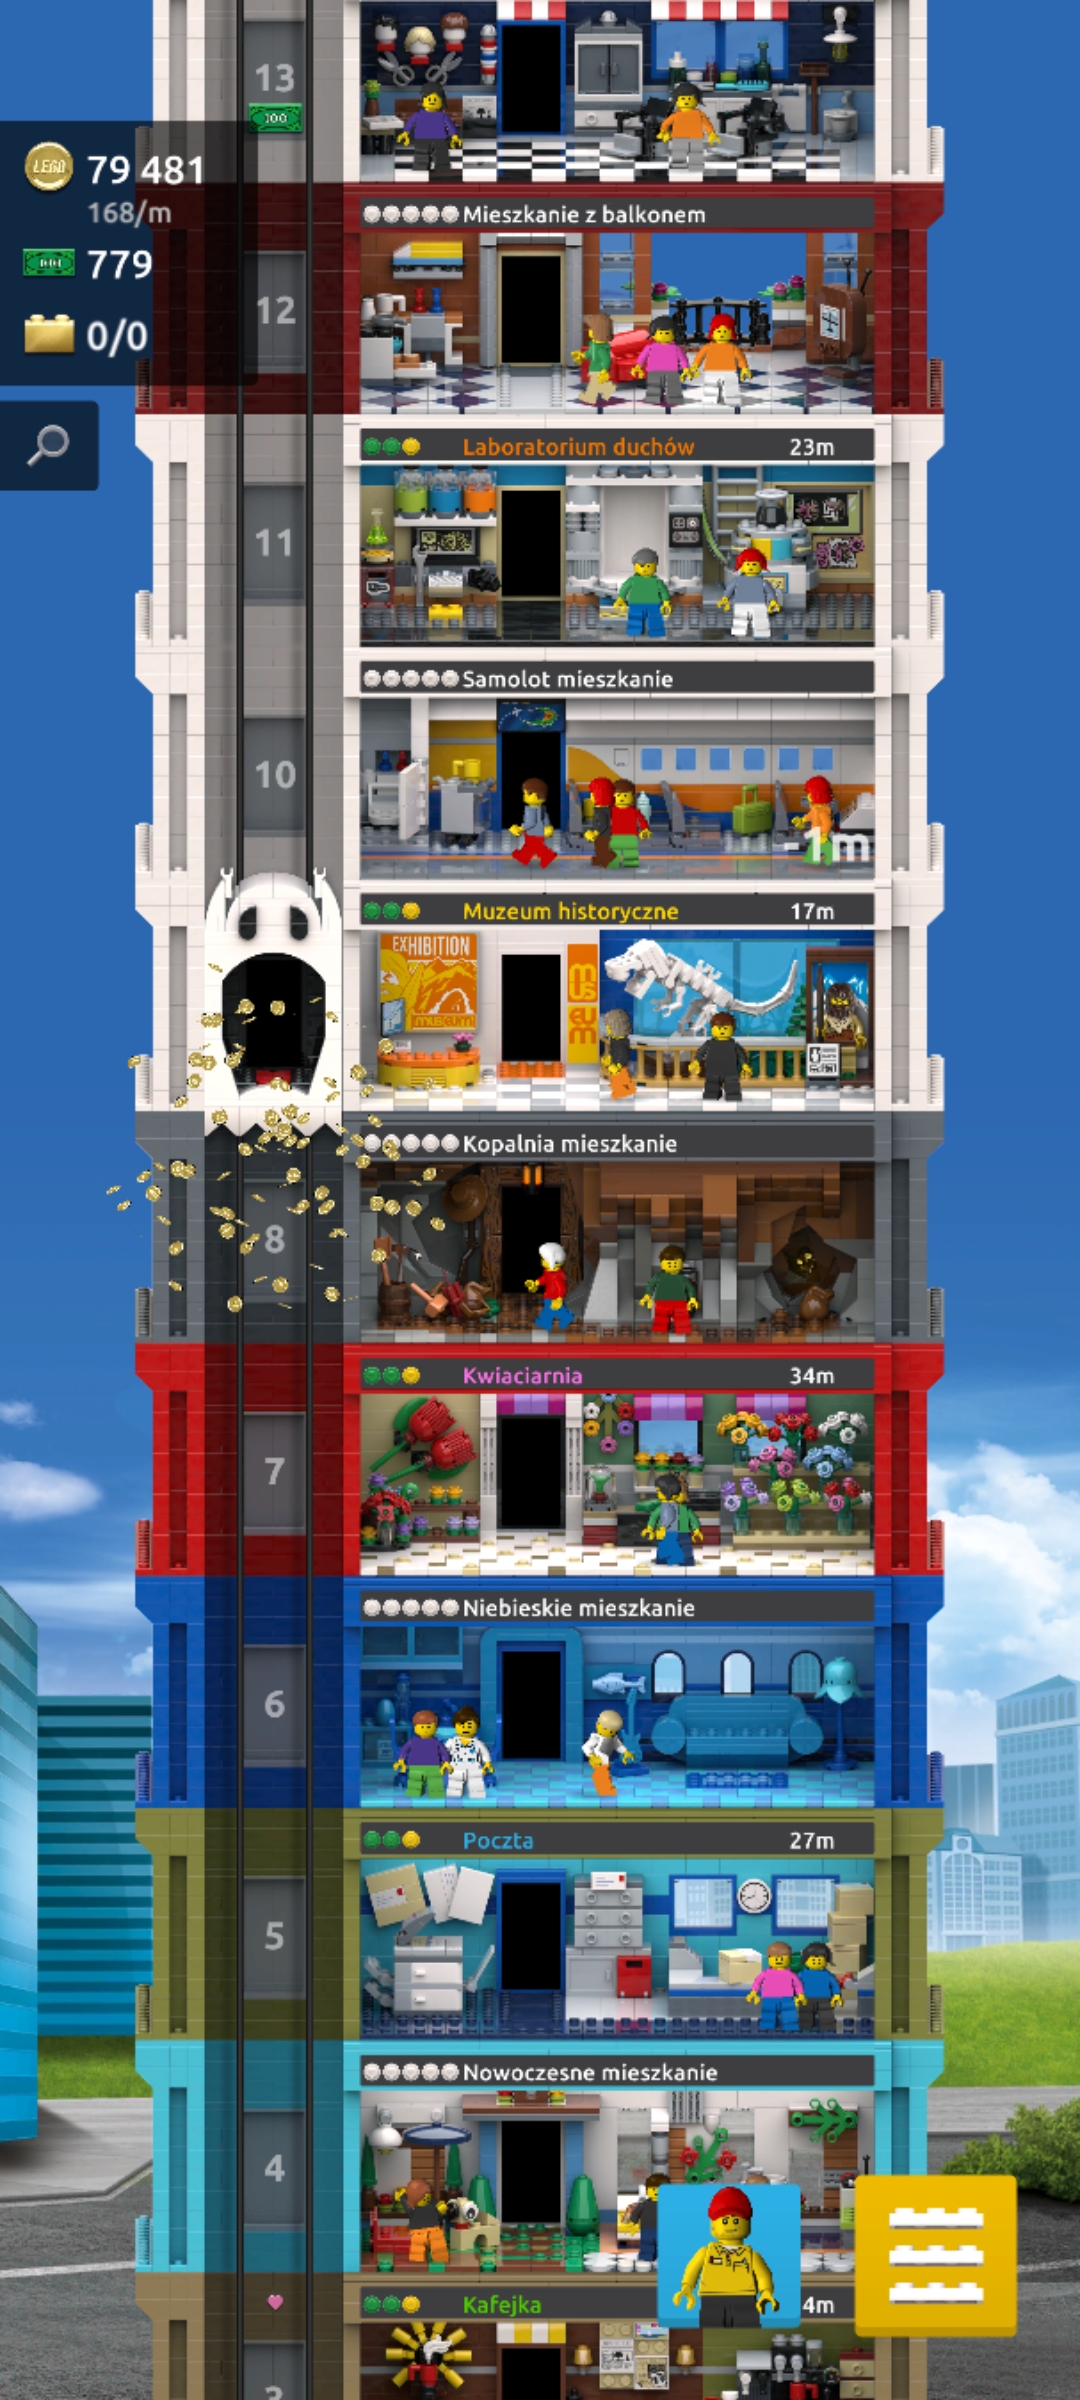 13
100
LEGO
79 481
168/m
779
0/0
Mieszkanie z balkonem
12
Laboratorium duchów 23m
11
Samolot mieszkanie
10
1m
Muzeum historyczne 17m
EXHIBITION
MUSEUM
Kopalnia mieszkanie
8
Kwiaciarnia 34m
7
Niebieskie mieszkanie
6
Poczta 27m
5
Nowoczesne mieszkanie
4
Kafejka 4m
3